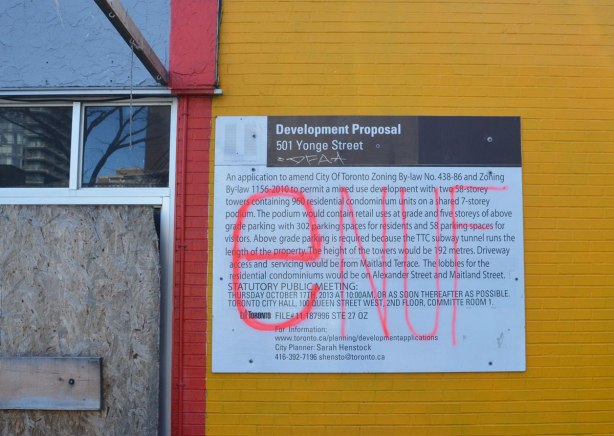 Development Proposal
501 Yonge Street
An application to amend City Of Toronto Zoning By-law No. 438-86 and Zoning
By-law 1156-2010 to permit a mixed use development with two 58-storey
towers containing 960 residential condominium units on a shared 7-storey
podium. The podium would contain retail uses at grade and five storeys of above
grade parking with 302 parking spaces for residents and 58 parking spaces for
visitors. Above grade parking is required because the TTC subway tunnel runs the
length of the property. The height of the towers would be 192 metres. Driveway
access and servicing would be from Maitland Terrace. The lobbies for the
residential condominiums would be on Alexander Street and Maitland Street.
STATUTORY PUBLIC MEETING:
THURSDAY OCTOBER 17TH, 2013 AT 10:00AM, OR AS SOON THEREAFTER AS POSSIBLE.
TORONTO CITY HALL, 100 QUEEN STREET WEST, 2ND FLOOR, COMMITTE ROOM 1.
TORONTO FILE# 11 187996 STE 27 OZ
For Information:
www.toronto.ca/planning/developmentapplications
City Planner: Sarah Henstock
416-392-7196 shensto@toronto.ca
eNUF